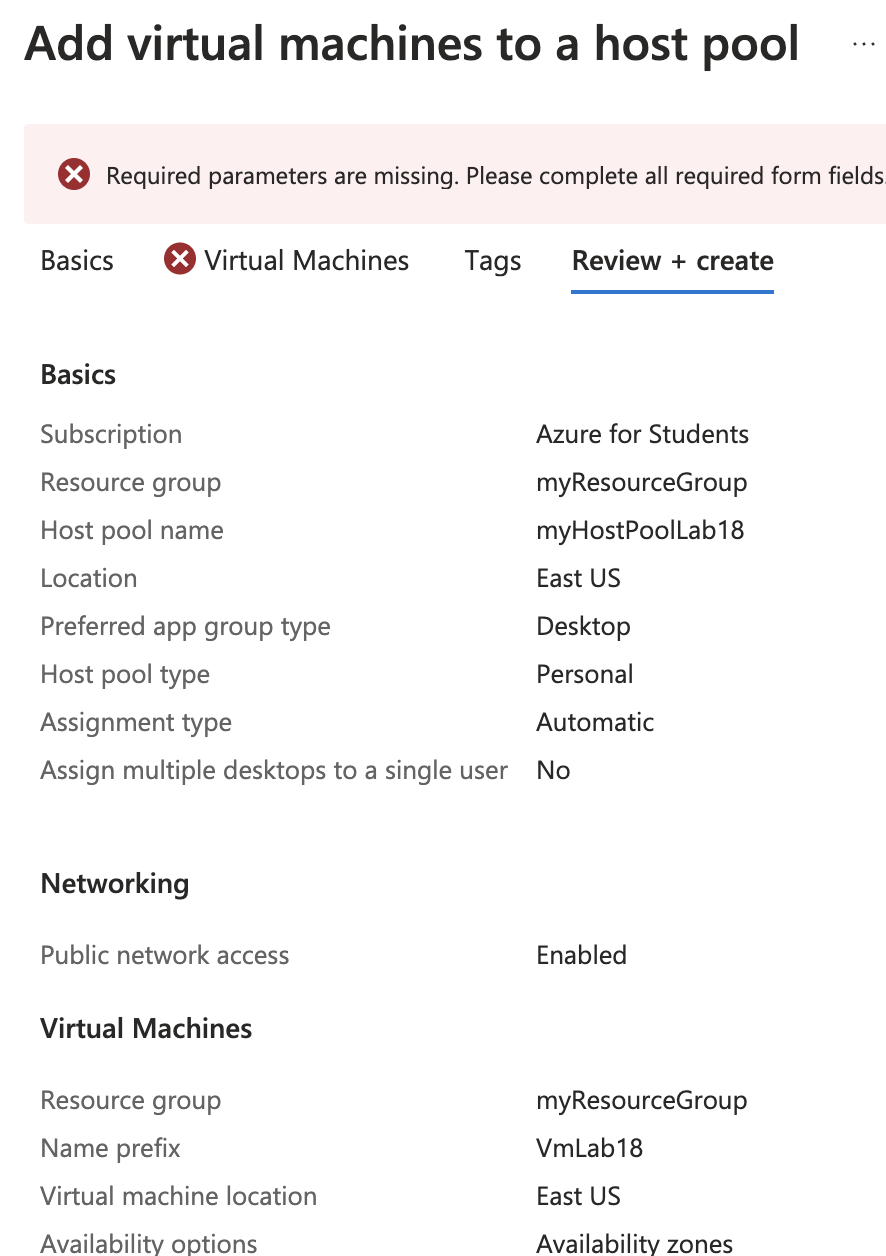 Add virtual machines to a host pool ...
Required parameters are missing. Please complete all required form fields.
Basics Virtual Machines Tags Review + create
Basics
Subscription Azure for Students
Resource group myResourceGroup
Host pool name myHostPoolLab18
Location East US
Preferred app group type Desktop
Host pool type Personal
Assignment type Automatic
Assign multiple desktops to a single user No
Networking
Public network access Enabled
Virtual Machines
Resource group myResourceGroup
Name prefix VmLab18
Virtual machine location East US
Availability options Availability zones